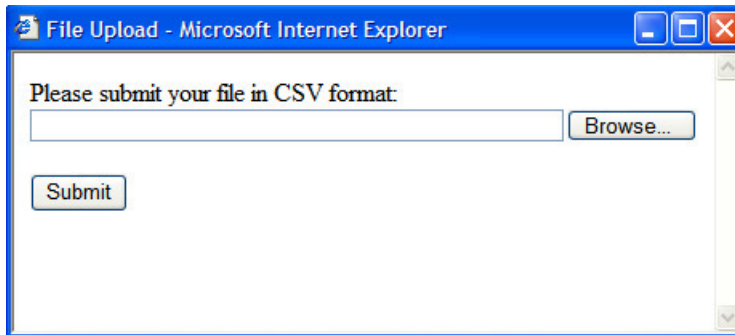 File Upload - Microsoft Internet Explorer
Please submit your file in CSV format:
Browse...
Submit